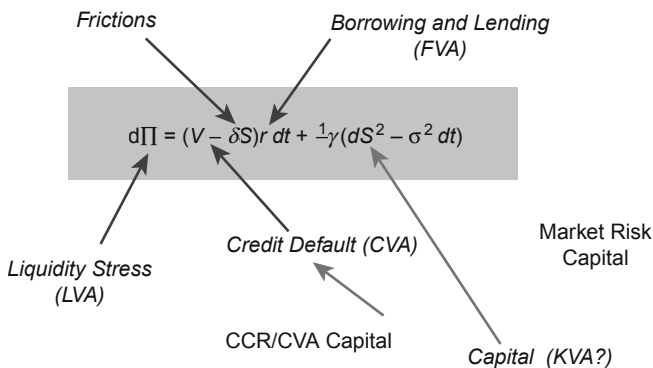 Frictions
Borrowing and Lending
(FVA)
dΠ = (V – δS)r dt + 1⁄γ(dS² – σ² dt)
Credit Default (CVA)
Market Risk
Capital
Liquidity Stress
(LVA)
CCR/CVA Capital
Capital (KVA?)